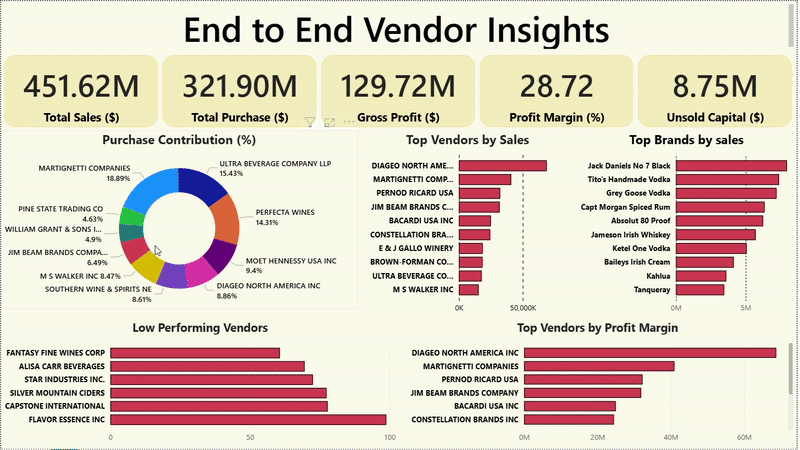 End to End Vendor Insights
451.62M
Total Sales ($)
321.90M
Total Purchase ($)
129.72M
Gross Profit ($)
28.72
Profit Margin (%)
8.75M
Unsold Capital ($)
Purchase Contribution (%)
ULTRA BEVERAGE COMPANY LLP
15.43%
PERFECTA WINES
14.31%
MOET HENNESSY USA INC
9.4%
DIAGEO NORTH AMERICA INC
8.86%
SOUTHERN WINE & SPIRITS NE
8.61%
M S WALKER INC 8.47%
JIM BEAM BRANDS COMPA...
6.49%
WILLIAM GRANT & SONS I...
4.9%
PINE STATE TRADING CO
4.63%
MARTIGNETTI COMPANIES
18.89%
Top Vendors by Sales
DIAGEO NORTH AME...
MARTIGNETTI COMP...
PERNOD RICARD USA
JIM BEAM BRANDS C...
BACARDI USA INC
CONSTELLATION BRA...
E & J GALLO WINERY
BROWN-FORMAN CO...
ULTRA BEVERAGE CO...
M S WALKER INC
0K
50,000K
Top Brands by sales
Jack Daniels No 7 Black
Tito's Handmade Vodka
Grey Goose Vodka
Capt Morgan Spiced Rum
Absolut 80 Proof
Jameson Irish Whiskey
Ketel One Vodka
Baileys Irish Cream
Kahlua
Tanqueray
0M
5M
Low Performing Vendors
FANTASY FINE WINES CORP
ALISA CARR BEVERAGES
STAR INDUSTRIES INC.
SILVER MOUNTAIN CIDERS
CAPSTONE INTERNATIONAL
FLAVOR ESSENCE INC
0
50
100
Top Vendors by Profit Margin
DIAGEO NORTH AMERICA INC
MARTIGNETTI COMPANIES
PERNOD RICARD USA
JIM BEAM BRANDS COMPANY
BACARDI USA INC
CONSTELLATION BRANDS INC
0M
20M
40M
60M